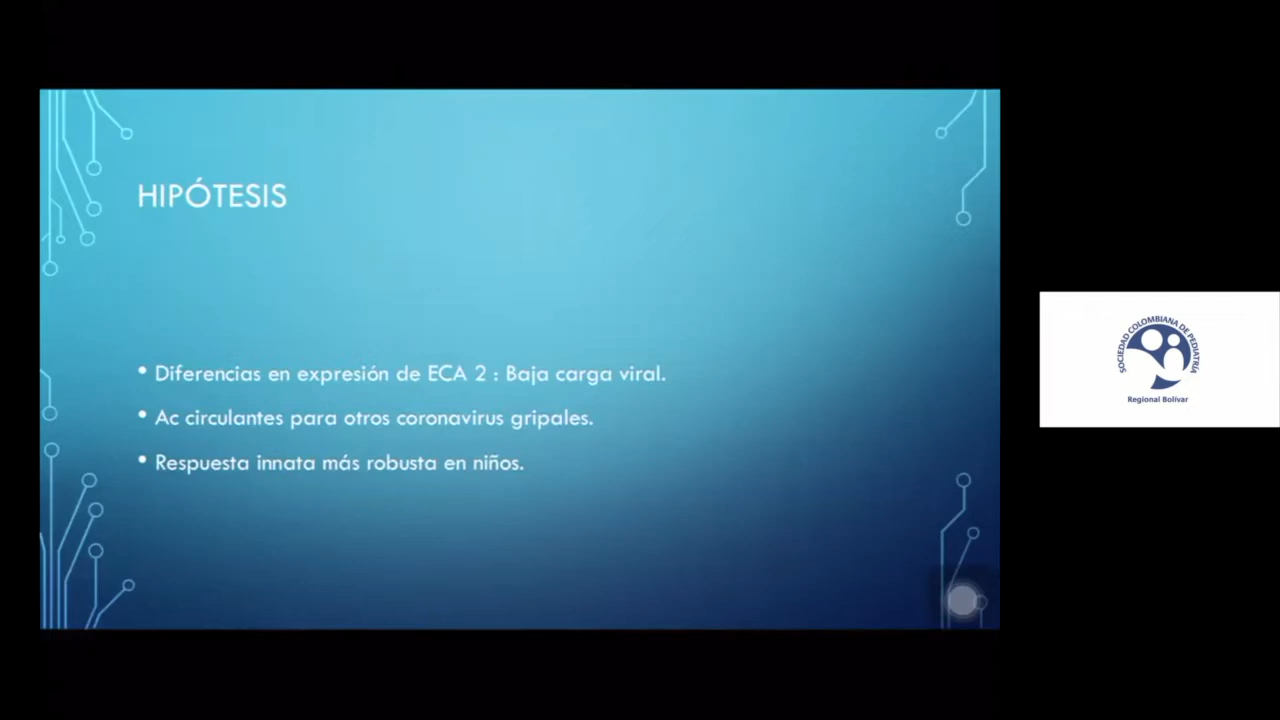 HIPÓTESIS
• Diferencias en expresión de ECA 2 : Baja carga viral.
• Ac circulantes para otros coronavirus gripales.
• Respuesta innata más robusta en niños.
SOCIEDAD COLOMBIANA DE PEDIATRÍA
Regional Bolívar